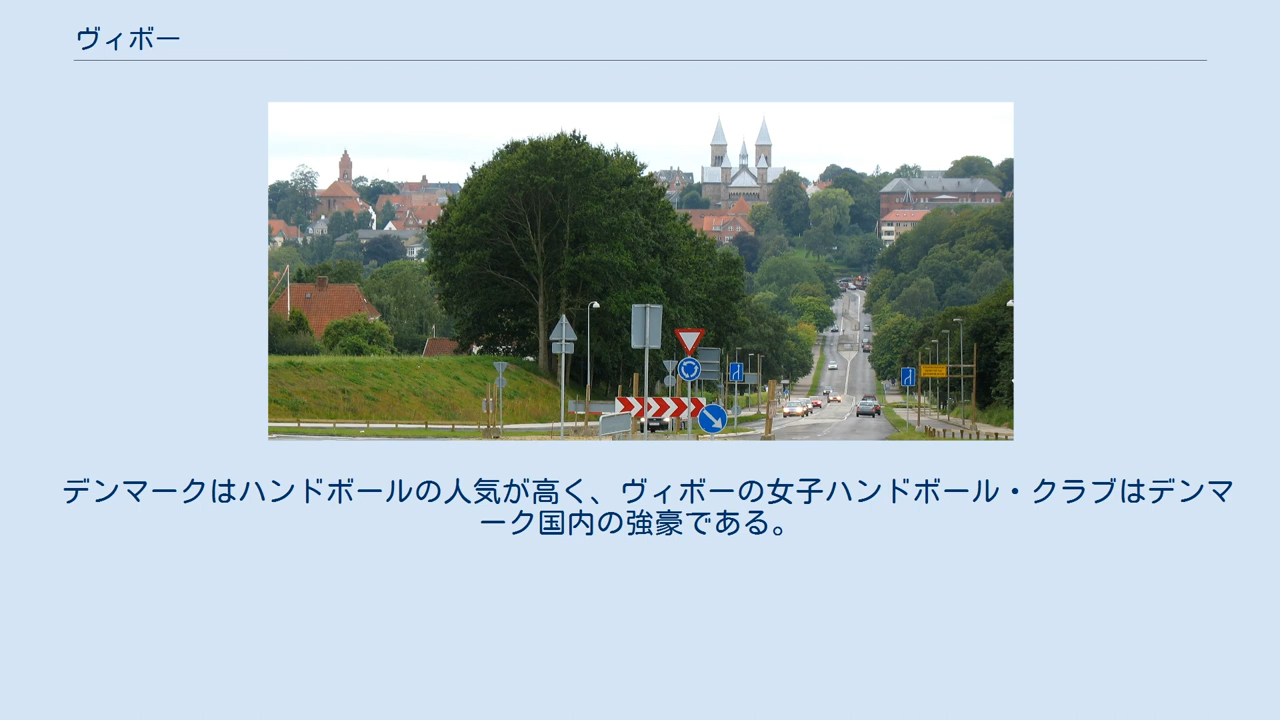 ヴィボー
デンマークはハンドボールの人気が高く、ヴィボーの女子ハンドボール・クラブはデンマ
ーク国内の強豪である。